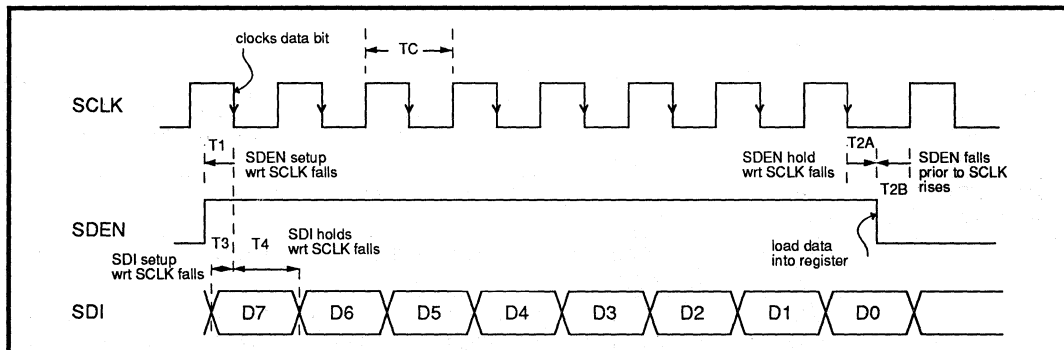 clocks data bit
TC
SCLK
T1
SDEN setup
wrt SCLK falls
SDEN hold
wrt SCLK falls
T2A
SDEN falls
prior to SCLK
rises
T2B
SDEN
T3
T4
SDI setup
wrt SCLK falls
SDI holds
wrt SCLK falls
load data
into register
SDI
D7
D6
D5
D4
D3
D2
D1
D0